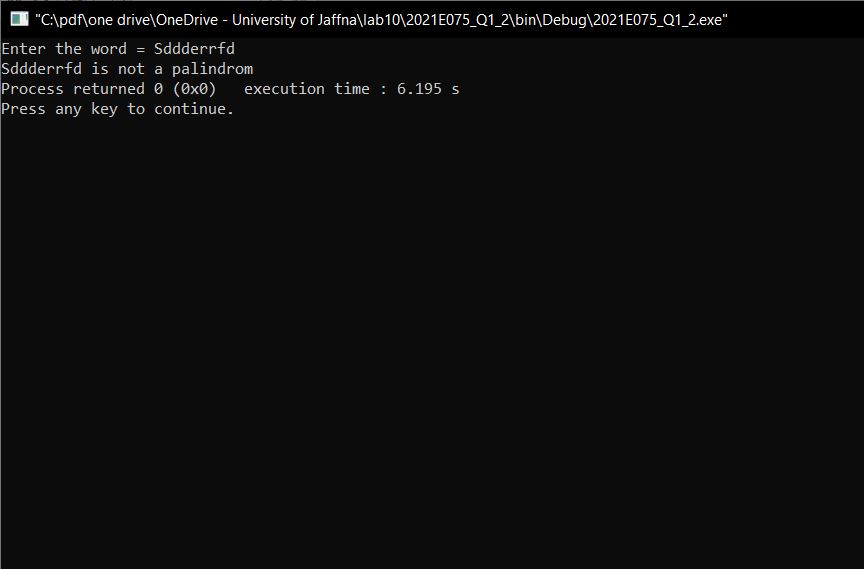 "C:\pdf\one drive\OneDrive - University of Jaffna\lab10\2021E075_Q1_2\bin\Debug\2021E075_Q1_2.exe"
Enter the word = Sddderrfd
Sddderrfd is not a palindrom
Process returned 0 (0x0)   execution time : 6.195 s
Press any key to continue.